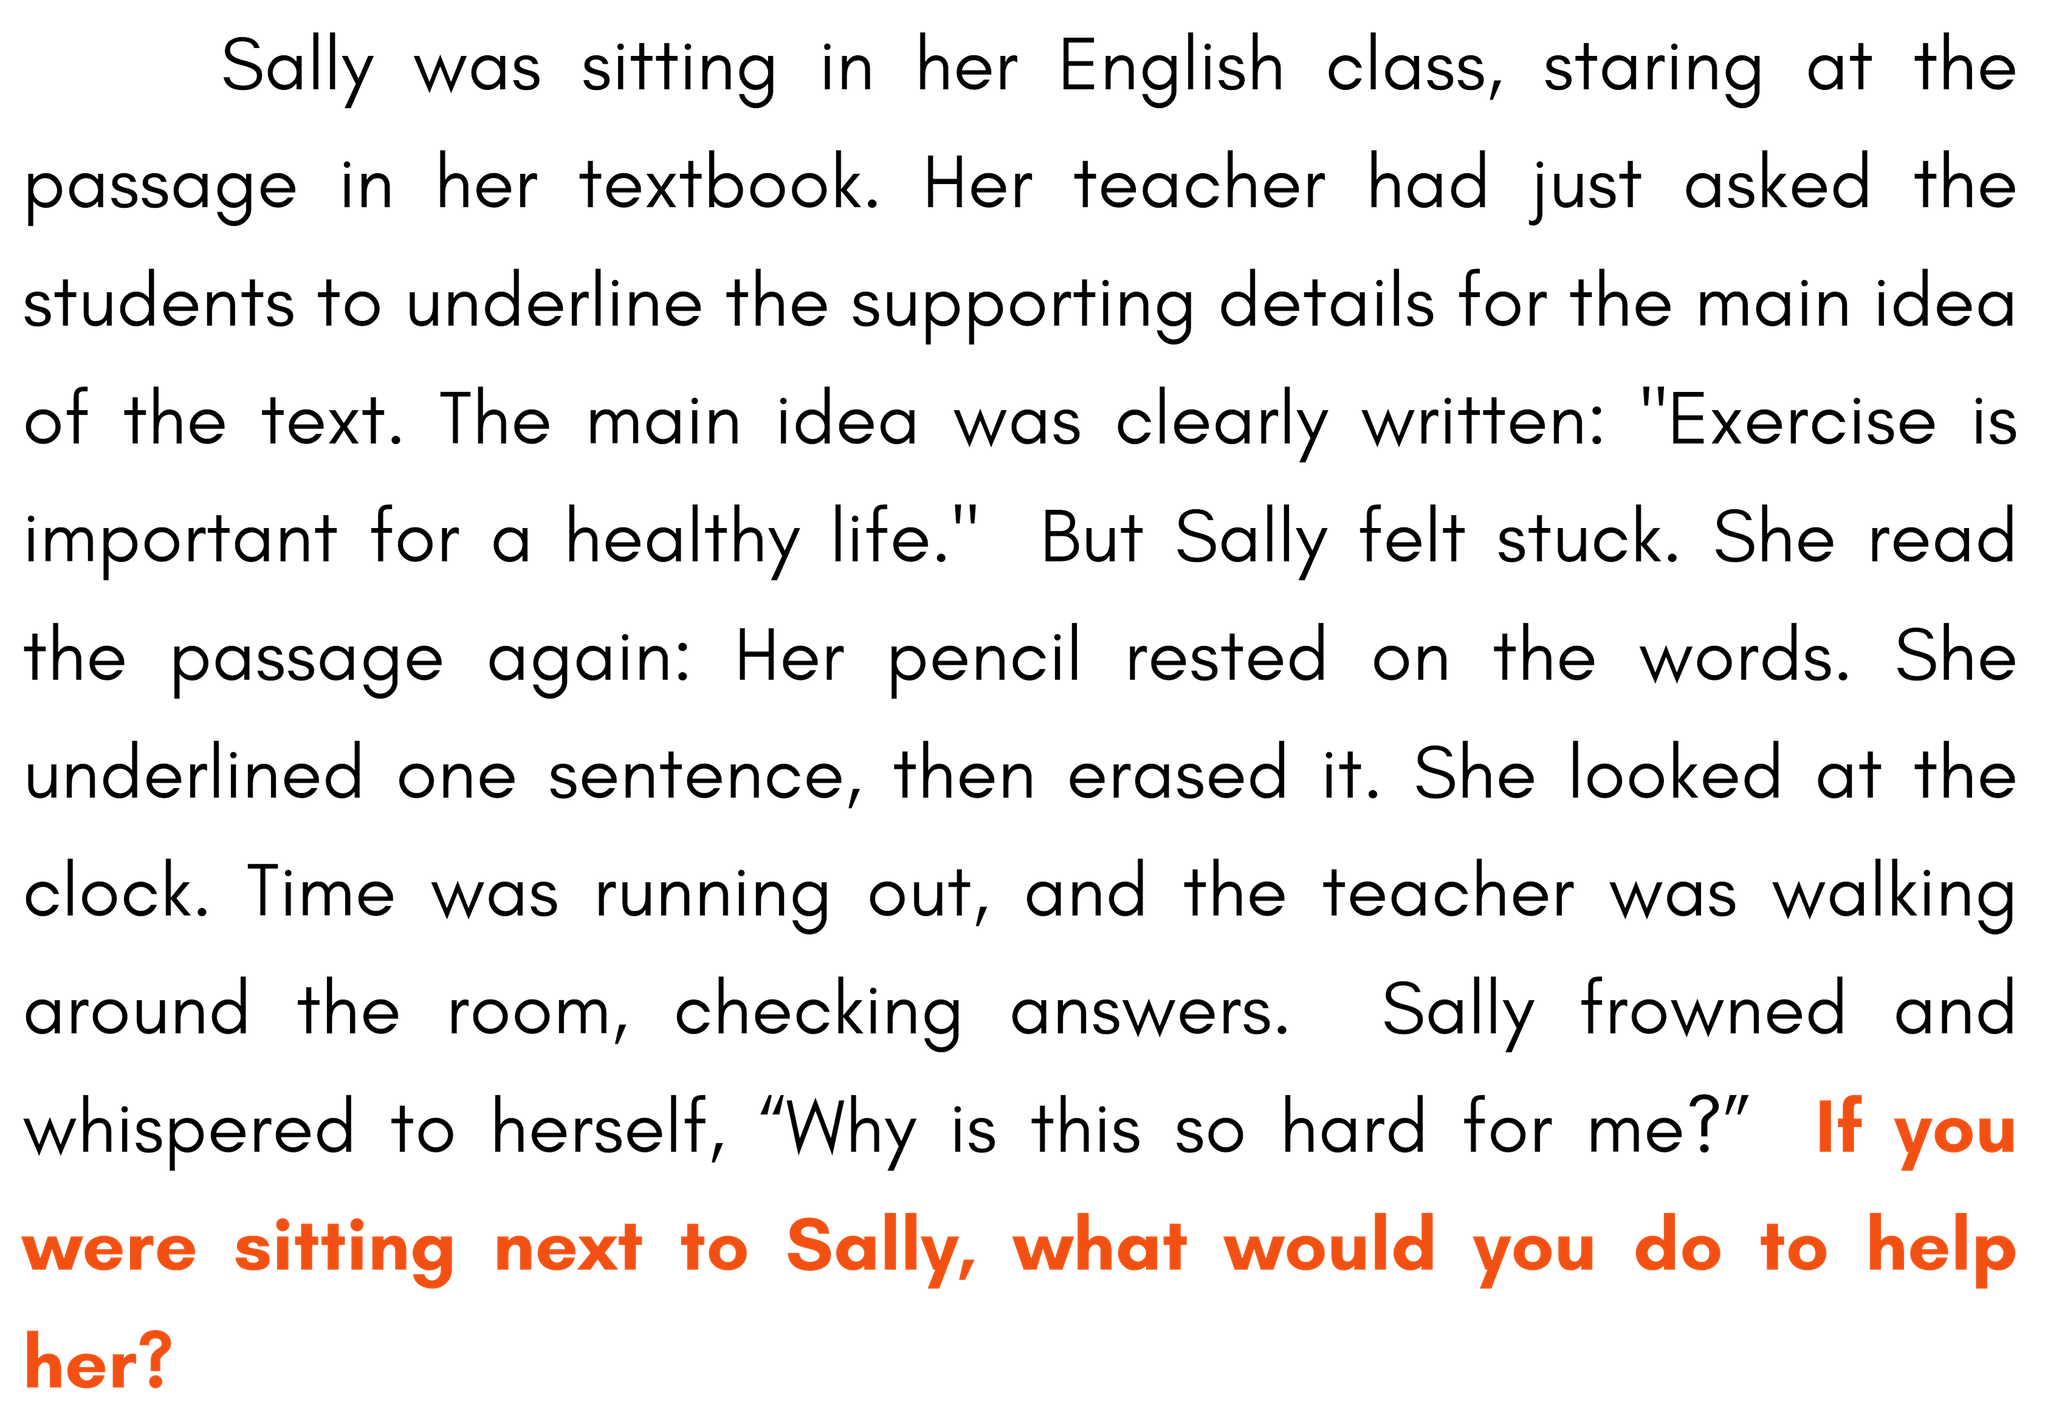 Sally was sitting in her English class, staring at the
passage in her textbook. Her teacher had just asked the
students to underline the supporting details for the main idea
of the text. The main idea was clearly written: "Exercise is
important for a healthy life."  But Sally felt stuck. She read
the passage again: Her pencil rested on the words. She
underlined one sentence, then erased it. She looked at the
clock. Time was running out, and the teacher was walking
around the room, checking answers.  Sally frowned and
whispered to herself, “Why is this so hard for me?”  If you
were sitting next to Sally, what would you do to help
her?